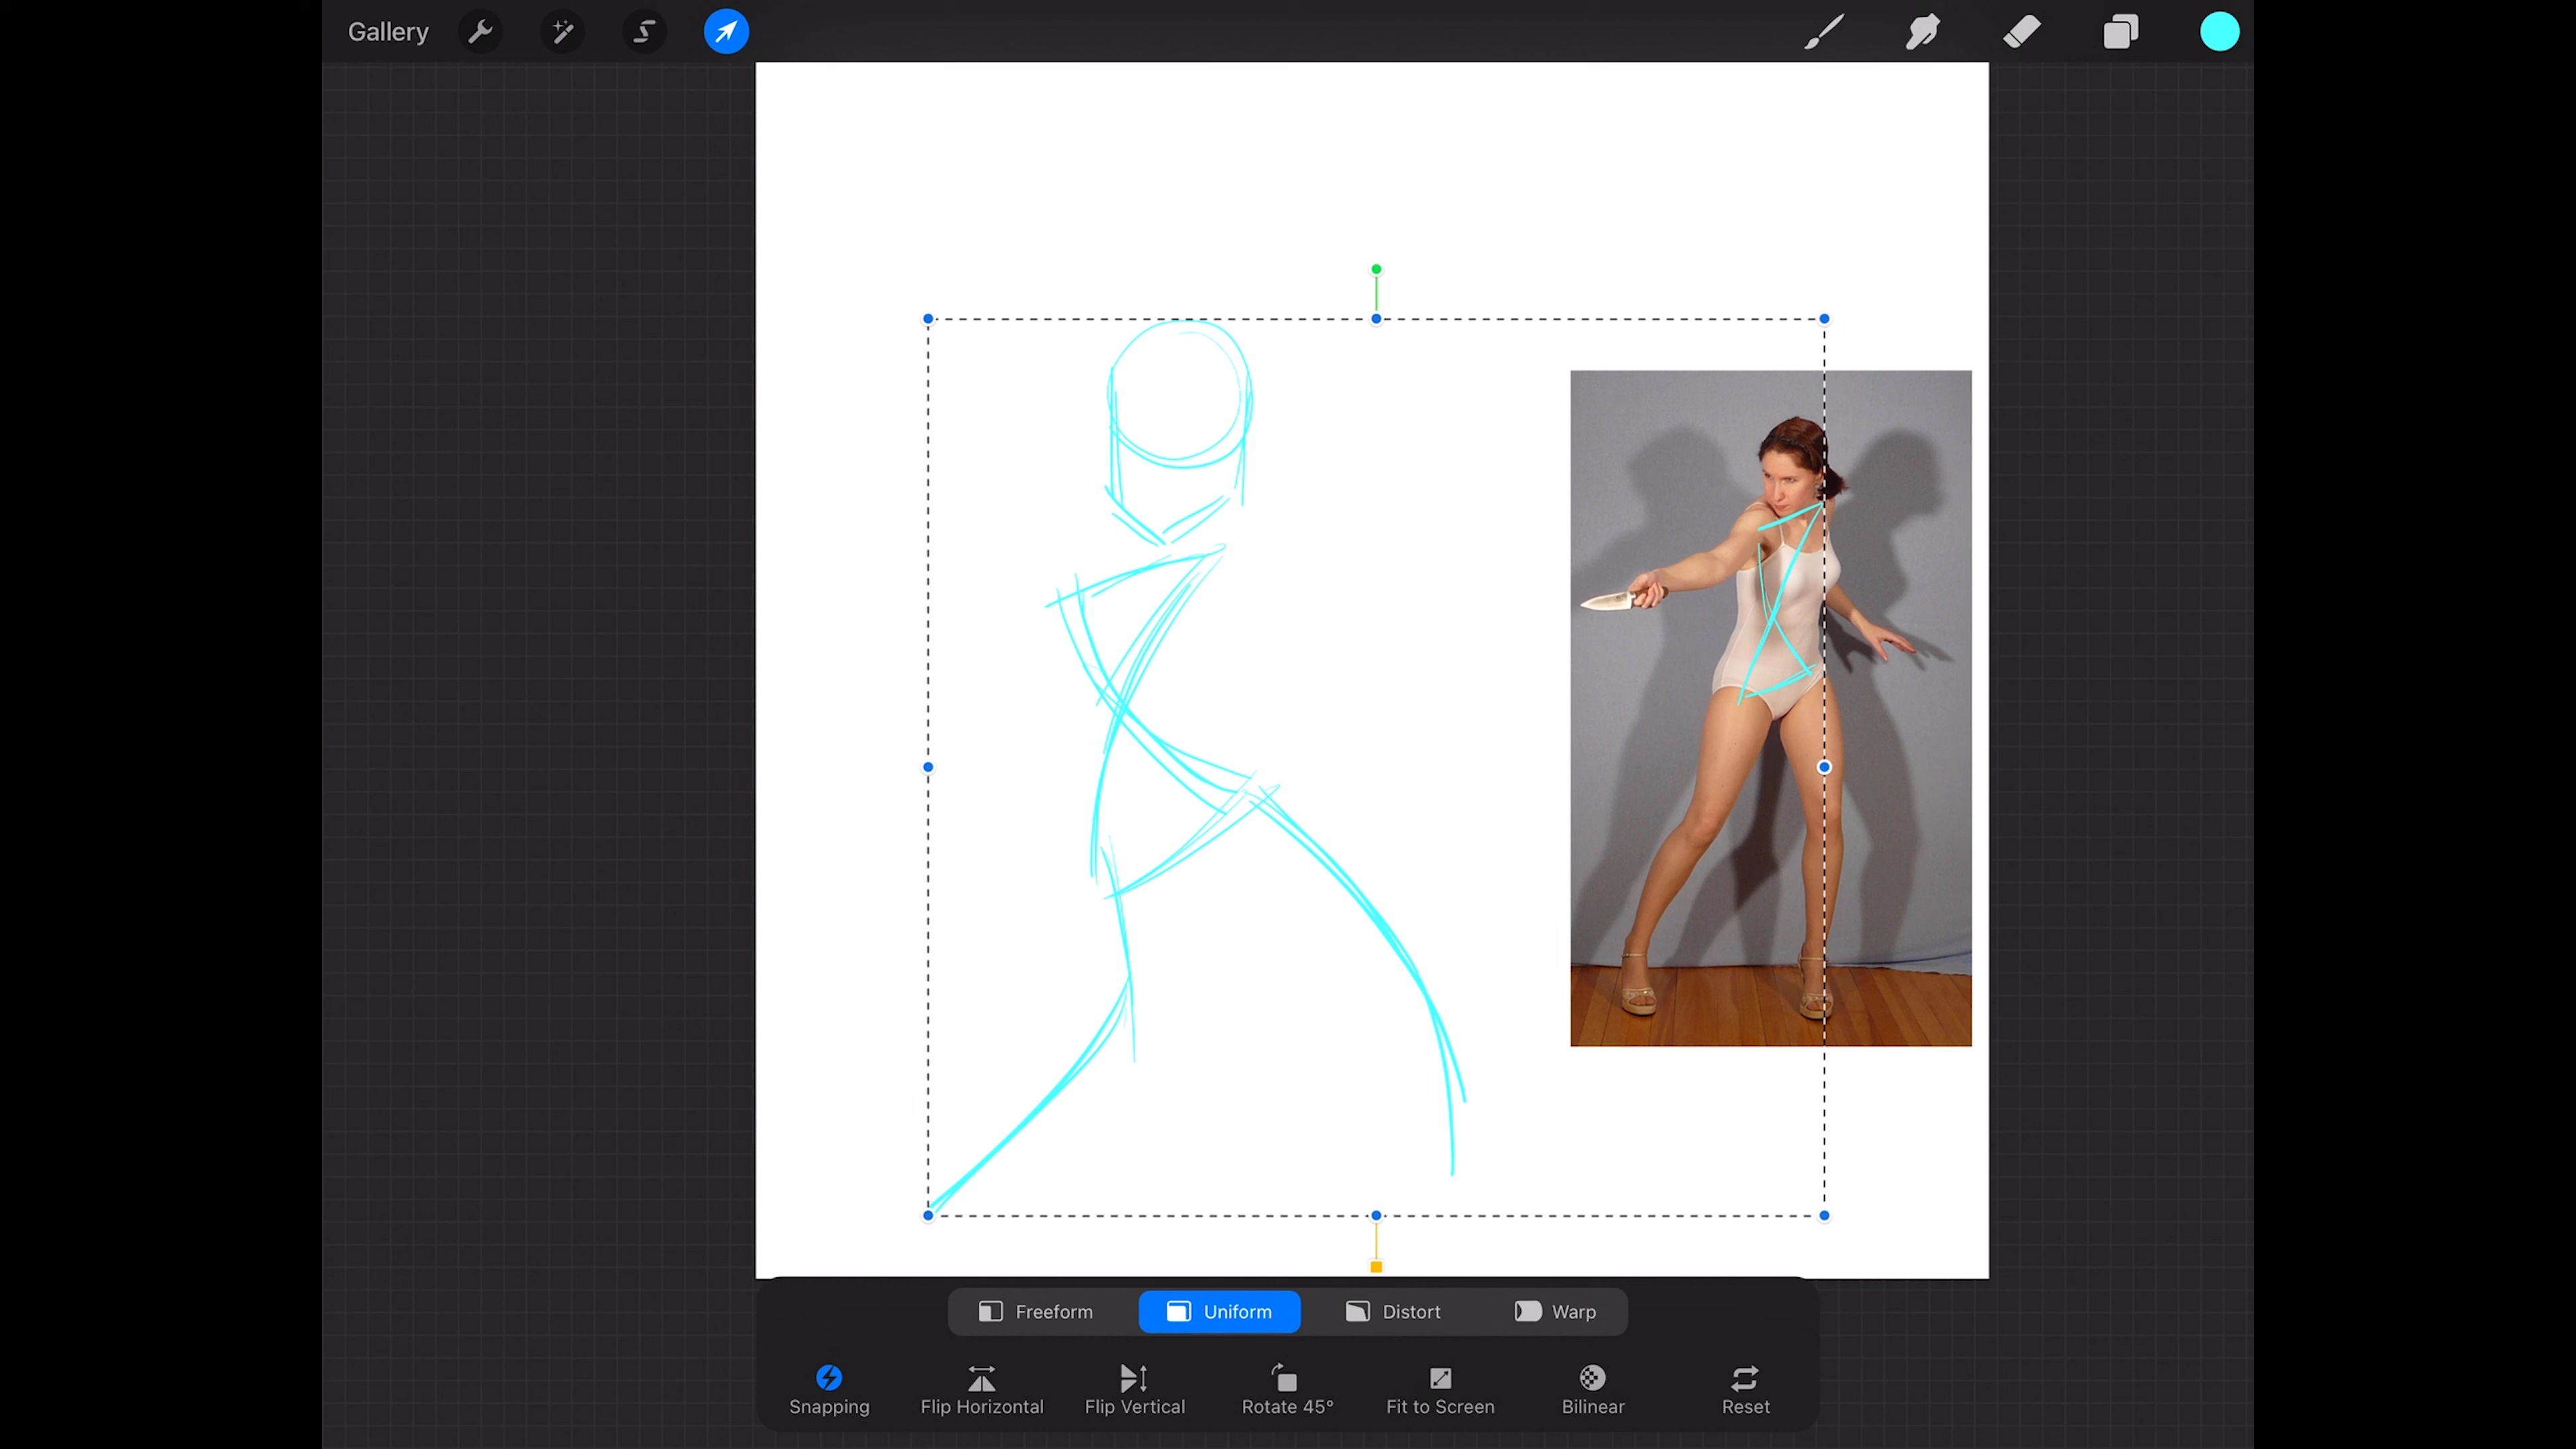 Gallery
Freeform Uniform Distort Warp
Snapping Flip Horizontal Flip Vertical Rotate 45° Fit to Screen Bilinear Reset